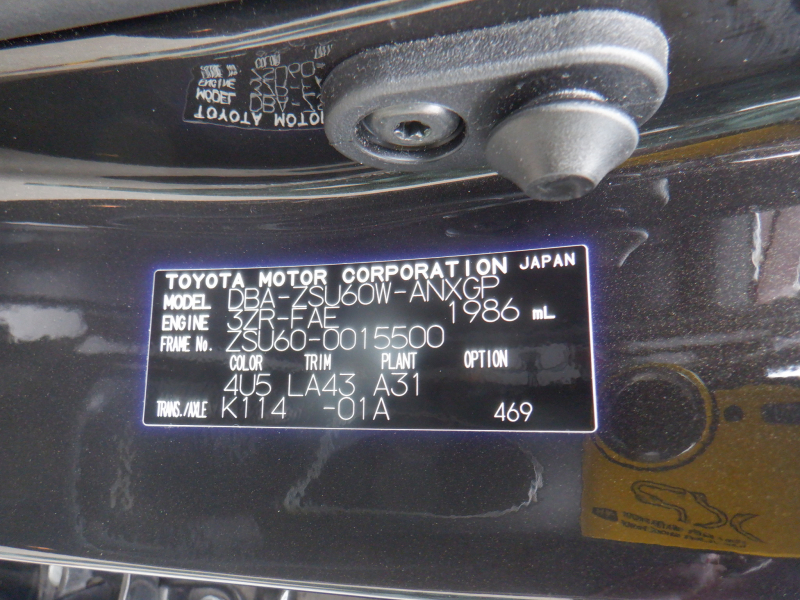 TOYOTA MOTOR CORPORATION JAPAN
MODEL DBA-ZSU60W-ANXGP
ENGINE 3ZR-FAE 1986 mL
FRAME No. ZSU60-0015500
COLOR TRIM PLANT OPTION
4U5 LA43 A31
TRANS./AXLE K114 -01A 469